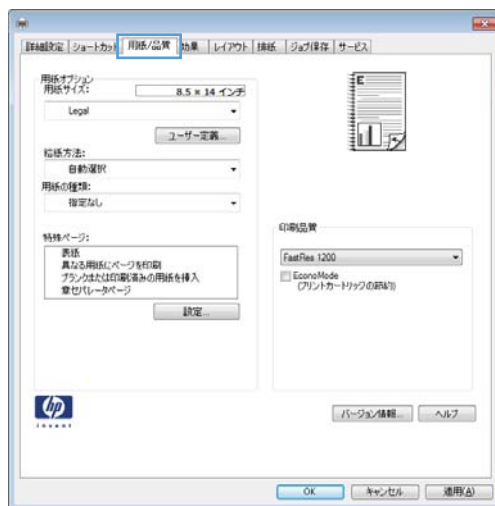 詳細設定 ショートカット 用紙/品質 効果 レイアウト 排紙 ジョブ保存 サービス
用紙オプション
用紙サイズ: 8.5 × 14 インチ
Legal
ユーザー定義...
給紙方法:
自動選択
用紙の種類:
指定なし
特殊ページ:
表紙
異なる用紙にページを印刷
ブランクまたは印刷済みの用紙を挿入
章セパレータページ
設定...
E
印刷品質
FastRes 1200
EconoMode
(プリントカートリッジの節約)
hp
invent
バージョン情報... ヘルプ
OK キャンセル 適用(A)